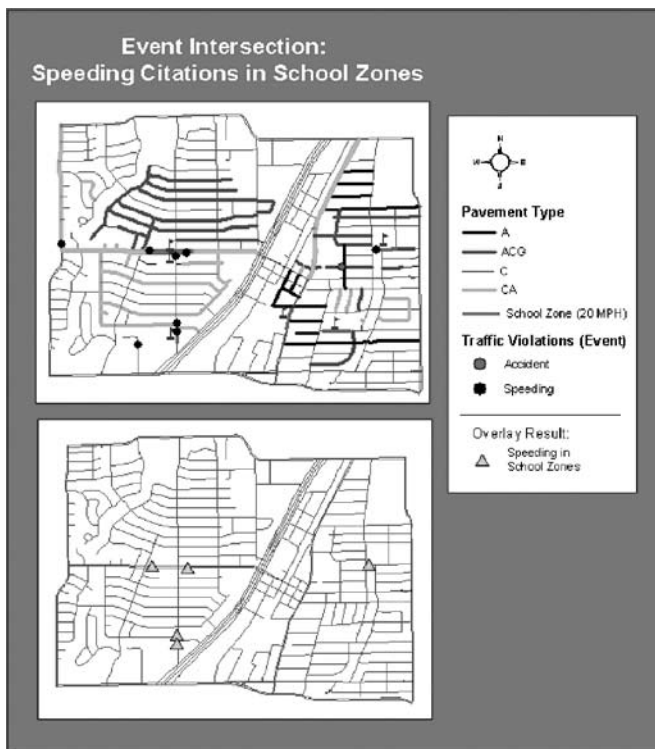 Event Intersection:
Speeding Citations in School Zones
N
W E
S
Pavement Type
A
ACG
C
CA
School Zone (20 MPH)
Traffic Violations (Event)
Accident
Speeding
Overlay Result:
Speeding in
School Zones